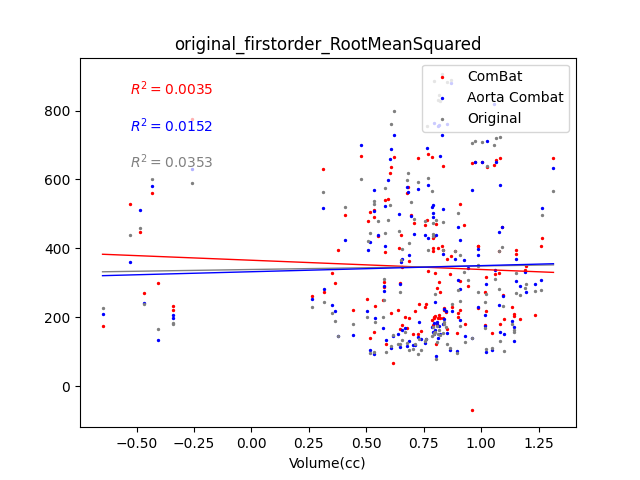 original_firstorder_RootMeanSquared
R² = 0.0035
R² = 0.0152
R² = 0.0353
ComBat
Aorta Combat
Original
800
600
400
200
0
−0.50 −0.25 0.00 0.25 0.50 0.75 1.00 1.25
Volume(cc)